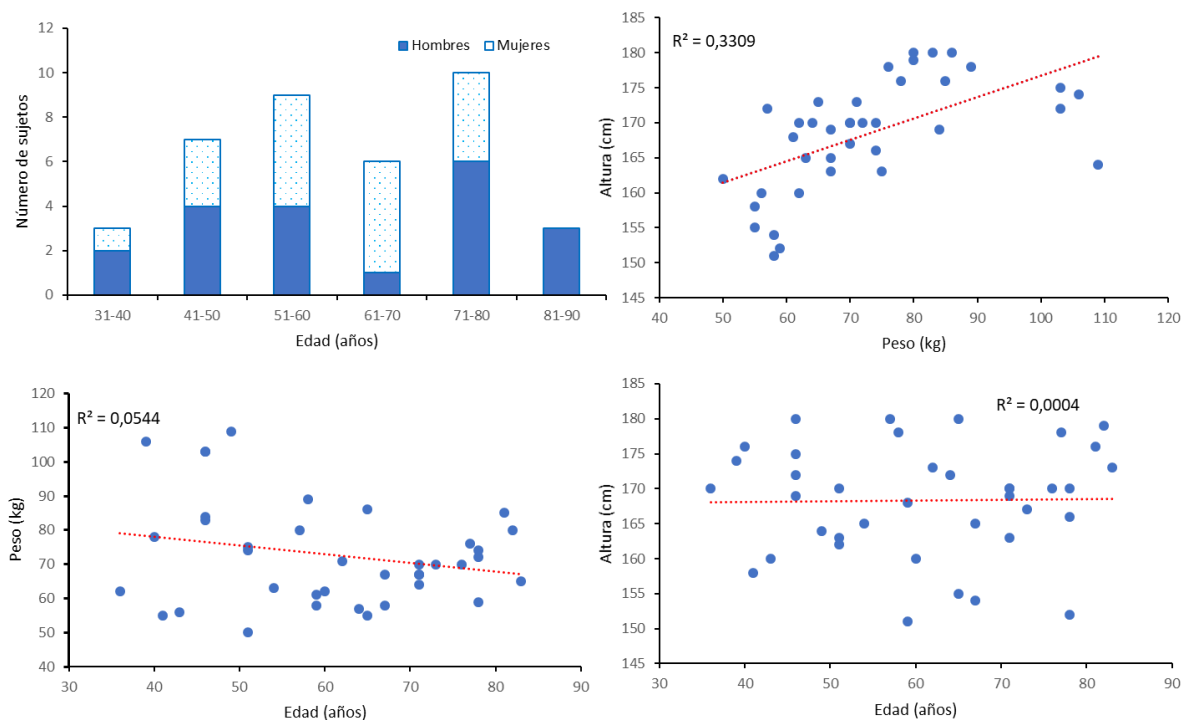 12
10
8
6
4
2
0
Número de sujetos
Hombres Mujeres
31-40 41-50 51-60 61-70 71-80 81-90
Edad (años)
R² = 0,3309
185
180
175
170
165
160
155
150
145
Altura (cm)
40 50 60 70 80 90 100 110 120
Peso (kg)
R² = 0,0544
120
110
100
90
80
70
60
50
40
Peso (kg)
30 40 50 60 70 80 90
Edad (años)
R² = 0,0004
185
180
175
170
165
160
155
150
145
Altura (cm)
30 40 50 60 70 80 90
Edad (años)